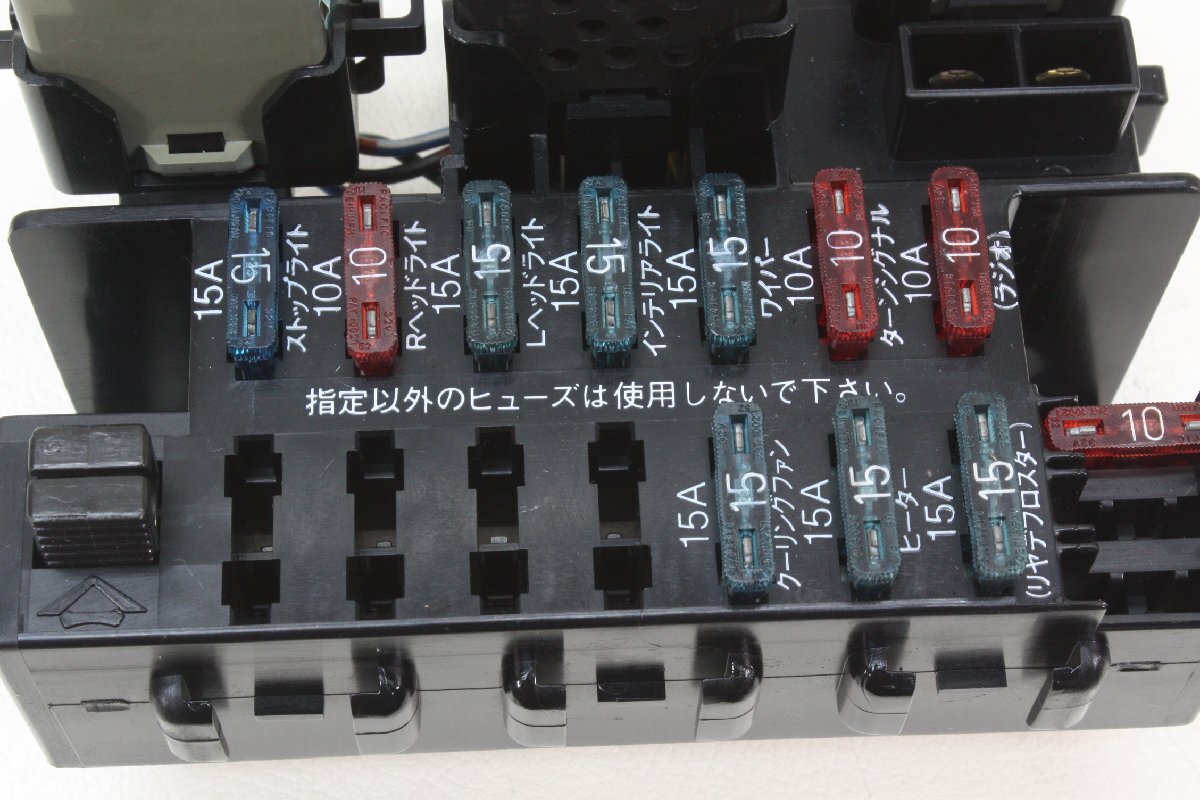 15A
15
ストップライト
10A
10
Rヘッドライト
15A
15
Lヘッドライト
15A
15
インテリアライト
15A
15
ワイパー
10A
10
ターンシグナル
10A
10
(ラジオ)
指定以外のヒューズは使用しないで下さい。
15A
15
クーリングファン
15A
15
ヒーター
15A
15
(リヤデフロスター)
10